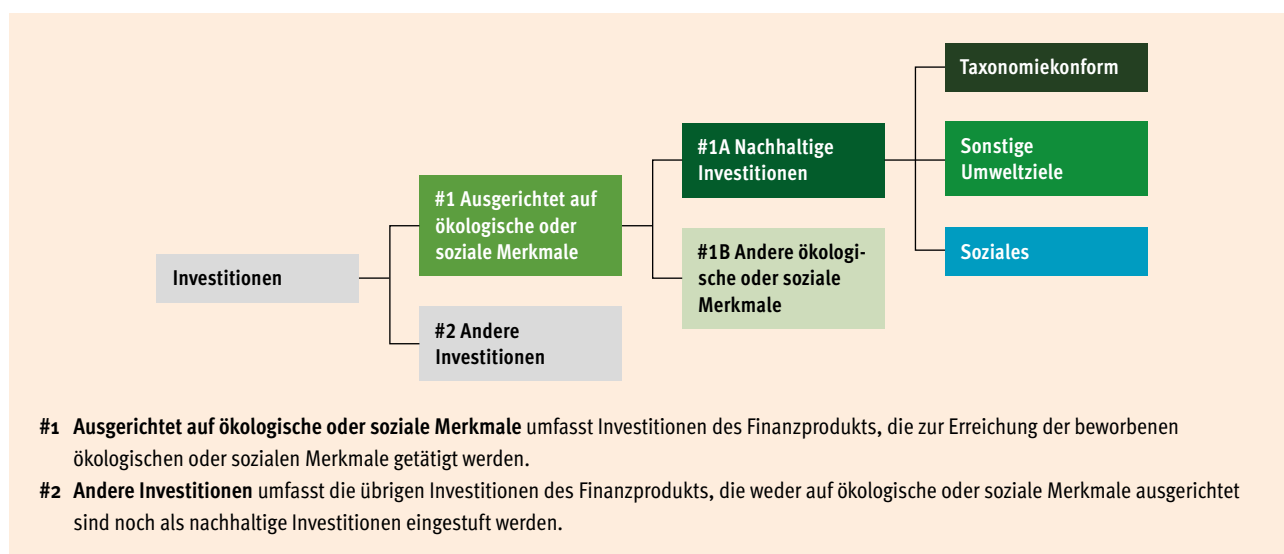 Taxonomiekonform
#1A Nachhaltige
Investitionen
Sonstige
Umweltziele
#1 Ausgerichtet auf
ökologische oder
soziale Merkmale
#1B Andere ökologi-
sche oder soziale
Merkmale
Soziales
Investitionen
#2 Andere
Investitionen
#1 Ausgerichtet auf ökologische oder soziale Merkmale umfasst Investitionen des Finanzprodukts, die zur Erreichung der beworbenen
ökologischen oder sozialen Merkmale getätigt werden.
#2 Andere Investitionen umfasst die übrigen Investitionen des Finanzprodukts, die weder auf ökologische oder soziale Merkmale ausgerichtet
sind noch als nachhaltige Investitionen eingestuft werden.